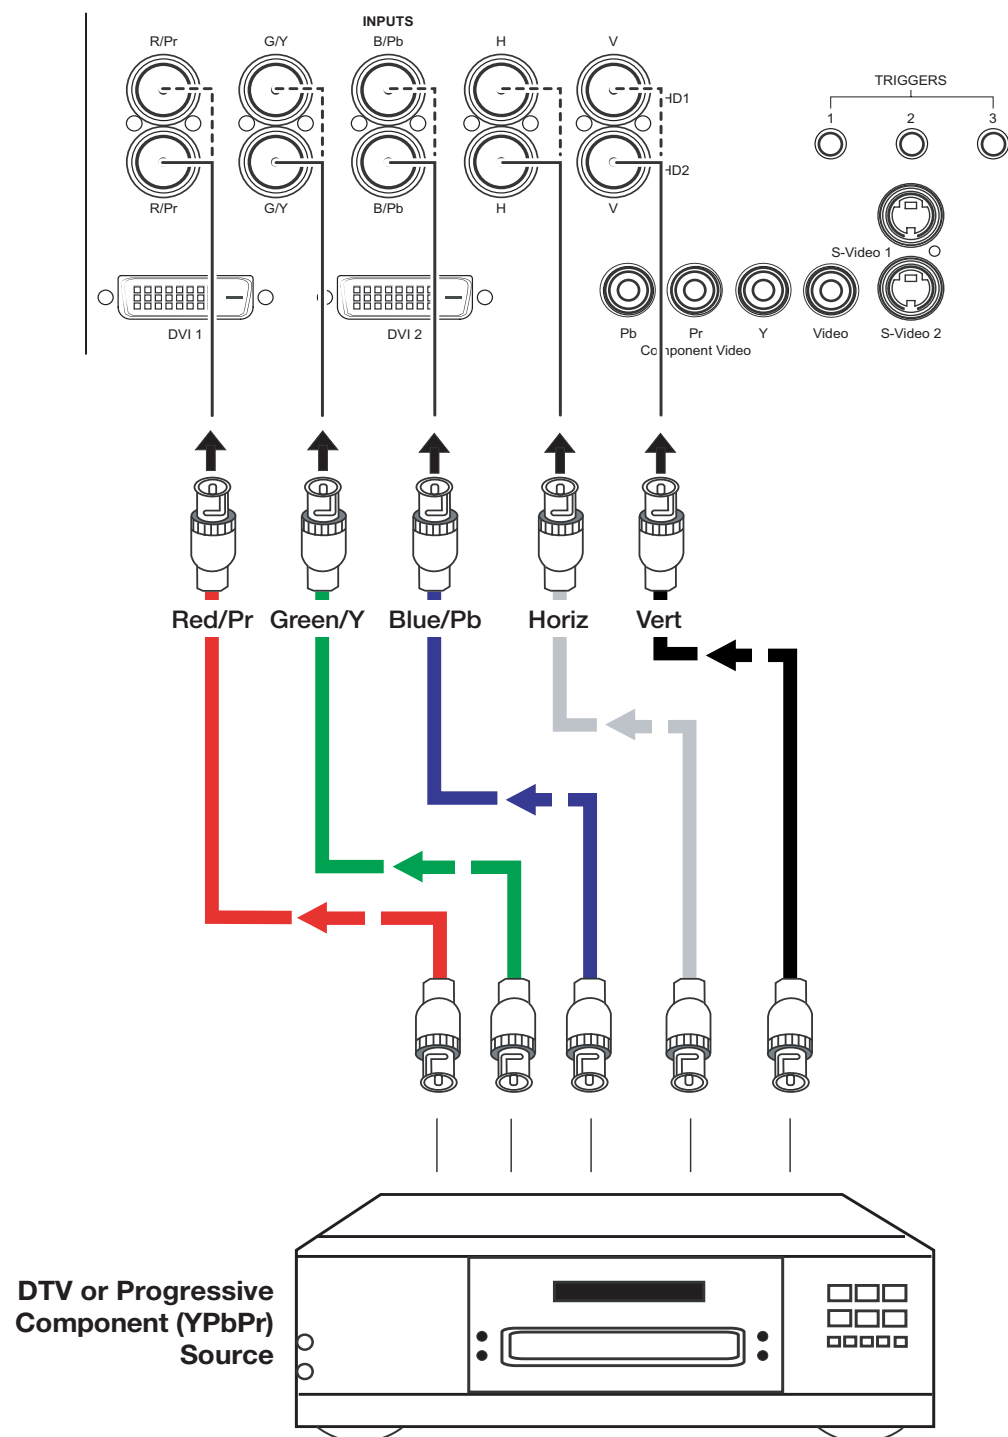 INPUTS
R/Pr G/Y B/Pb H V
HD1
HD2
R/Pr G/Y B/Pb H V
TRIGGERS
1 2 3
S-Video 1
DVI 1 DVI 2
Pb Pr Y Video S-Video 2
Component Video
Red/Pr Green/Y Blue/Pb Horiz Vert
DTV or Progressive
Component (YPbPr)
Source